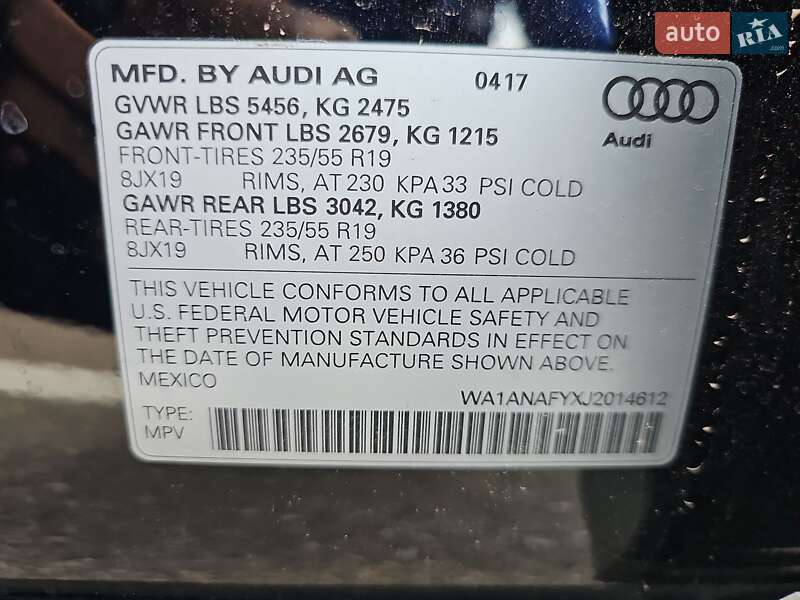 auto RIA.com
MFD. BY AUDI AG 0417
GVWR LBS 5456, KG 2475
GAWR FRONT LBS 2679, KG 1215
Audi
FRONT-TIRES 235/55 R19
8JX19 RIMS, AT 230 KPA 33 PSI COLD
GAWR REAR LBS 3042, KG 1380
REAR-TIRES 235/55 R19
8JX19 RIMS, AT 250 KPA 36 PSI COLD
THIS VEHICLE CONFORMS TO ALL APPLICABLE
U.S. FEDERAL MOTOR VEHICLE SAFETY AND
THEFT PREVENTION STANDARDS IN EFFECT ON
THE DATE OF MANUFACTURE SHOWN ABOVE.
MEXICO WA1ANAFYXJ2014612
TYPE:
MPV